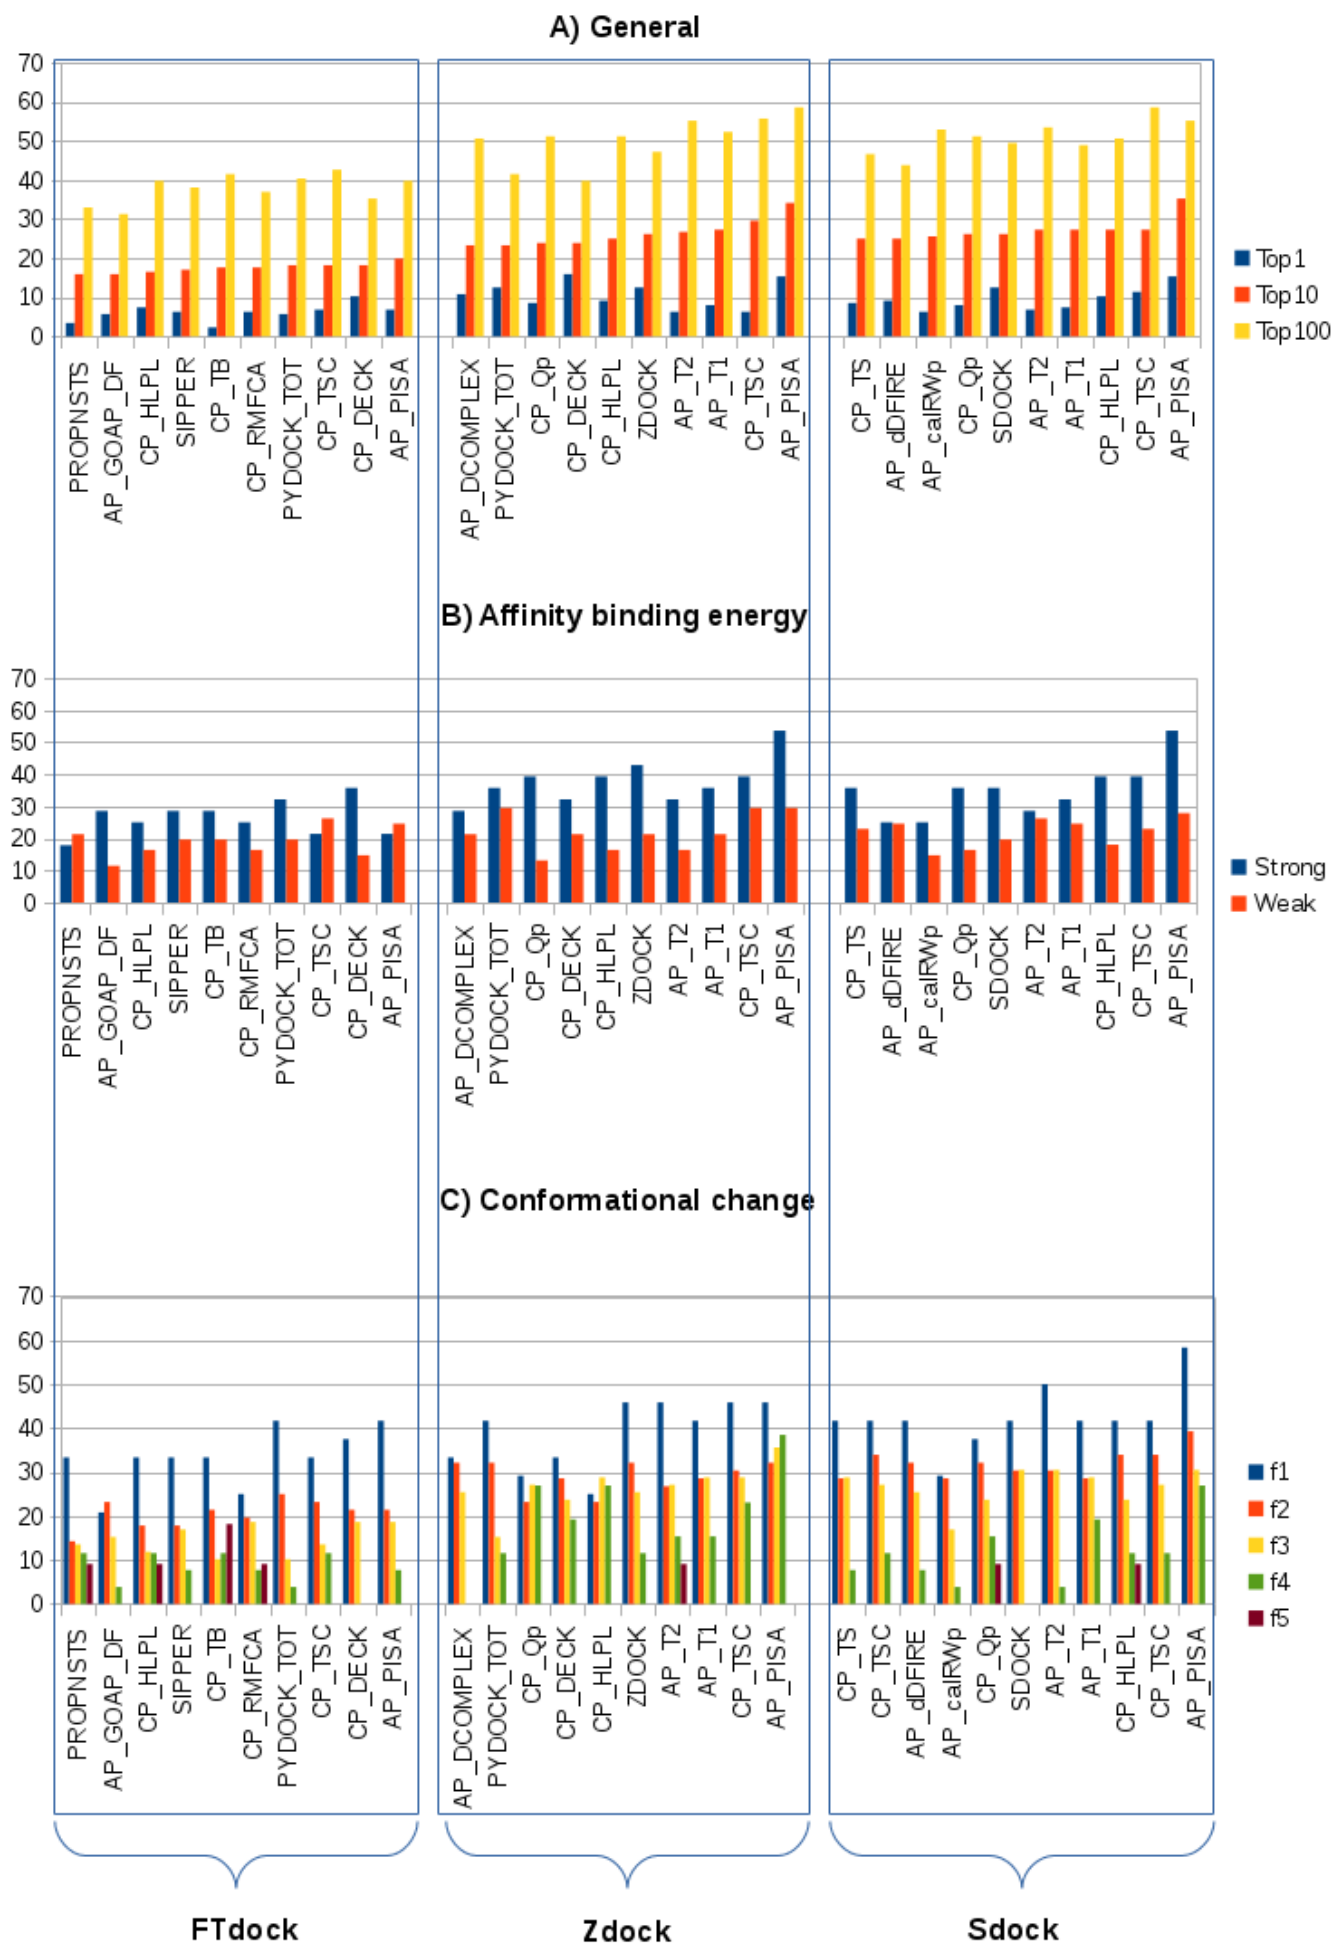 A) General
70
60
50
40
30
20
10
0
PROPNSTS
AP_GOAP_DF
CP_HLPL
SIPPER
CP_TB
CP_RMFCA
PYDOCK_TOT
CP_TSC
CP_DECK
AP_PISA
AP_DCOMPLEX
PYDOCK_TOT
CP_Qp
CP_DECK
CP_HLPL
ZDOCK
AP_T2
AP_T1
CP_TSC
AP_PISA
CP_TS
AP_dDFIRE
AP_calRWp
CP_Qp
SDOCK
AP_T2
AP_T1
CP_HLPL
CP_TSC
AP_PISA
Top1
Top10
Top100
B) Affinity binding energy
70
60
50
40
30
20
10
0
PROPNSTS
AP_GOAP_DF
CP_HLPL
SIPPER
CP_TB
CP_RMFCA
PYDOCK_TOT
CP_TSC
CP_DECK
AP_PISA
AP_DCOMPLEX
PYDOCK_TOT
CP_Qp
CP_DECK
CP_HLPL
ZDOCK
AP_T2
AP_T1
CP_TSC
AP_PISA
CP_TS
AP_dDFIRE
AP_calRWp
CP_Qp
SDOCK
AP_T2
AP_T1
CP_HLPL
CP_TSC
AP_PISA
Strong
Weak
C) Conformational change
70
60
50
40
30
20
10
0
PROPNSTS
AP_GOAP_DF
CP_HLPL
SIPPER
CP_TB
CP_RMFCA
PYDOCK_TOT
CP_TSC
CP_DECK
AP_PISA
AP_DCOMPLEX
PYDOCK_TOT
CP_Qp
CP_DECK
CP_HLPL
ZDOCK
AP_T2
AP_T1
CP_TSC
AP_PISA
CP_TS
CP_TSC
AP_dDFIRE
AP_calRWp
CP_Qp
SDOCK
AP_T2
AP_T1
CP_HLPL
CP_TSC
AP_PISA
f1
f2
f3
f4
f5
FTdock
Zdock
Sdock